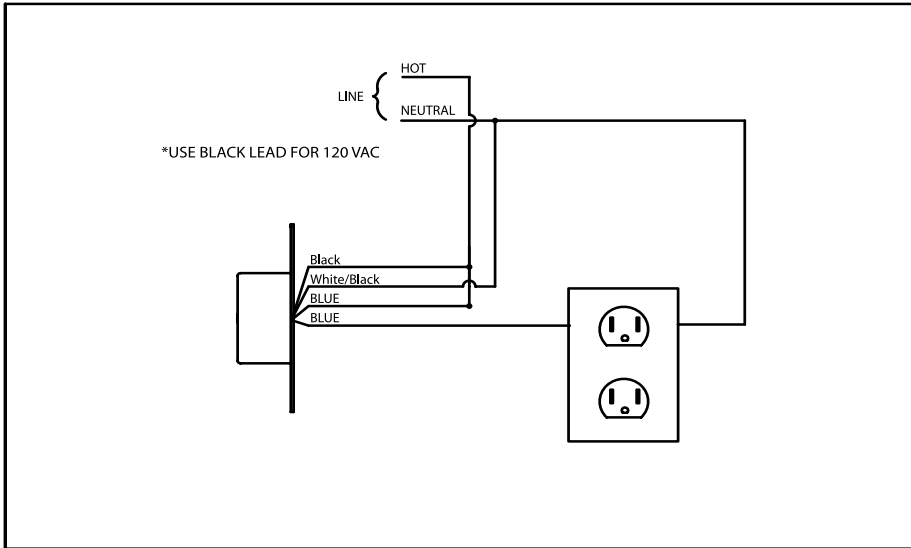 HOT
LINE
NEUTRAL
*USE BLACK LEAD FOR 120 VAC
Black
White/Black
BLUE
BLUE